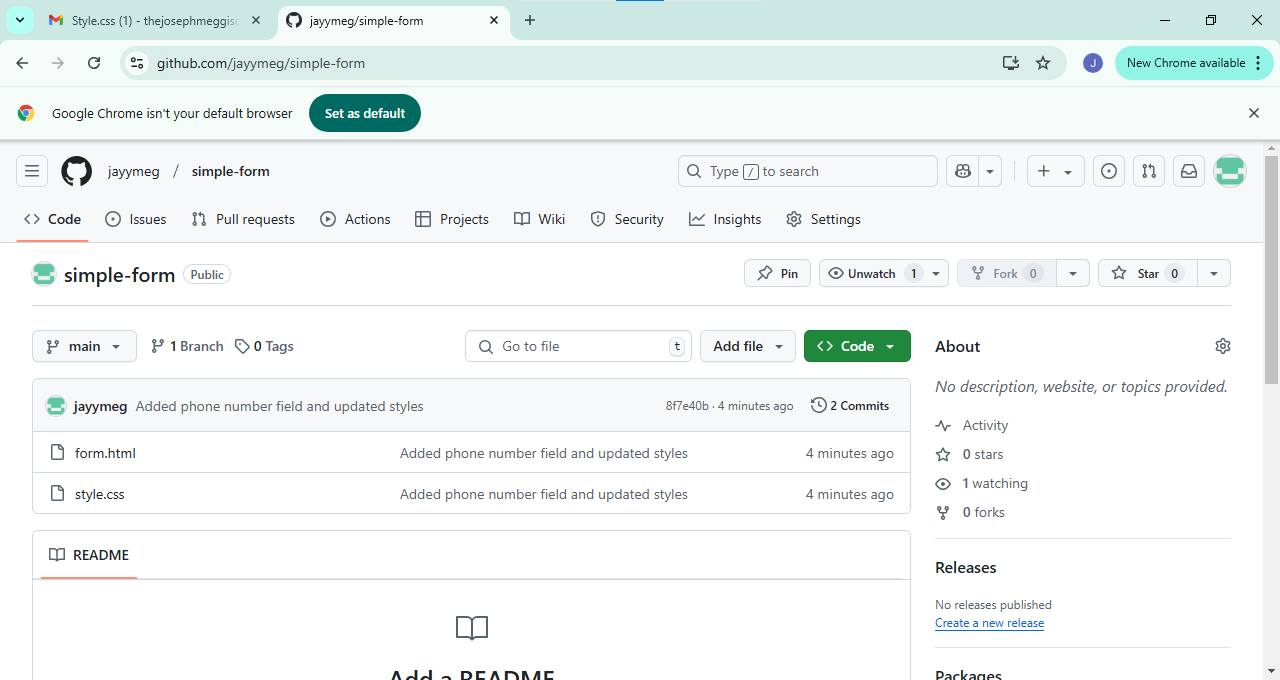 Style.css (1) - thejosephmeggis
jayymeg/simple-form
github.com/jayymeg/simple-form
J
New Chrome available
Google Chrome isn't your default browser
Set as default
jayymeg / simple-form
Type / to search
Code Issues Pull requests Actions Projects Wiki Security Insights Settings
simple-form Public
Pin
Unwatch 1
Fork 0
Star 0
main
1 Branch
0 Tags
Go to file t
Add file
Code
jayymeg Added phone number field and updated styles 8f7e40b · 4 minutes ago 2 Commits
form.html Added phone number field and updated styles 4 minutes ago
style.css Added phone number field and updated styles 4 minutes ago
README
Add a README
About
No description, website, or topics provided.
Activity
0 stars
1 watching
0 forks
Releases
No releases published
Create a new release
Packages